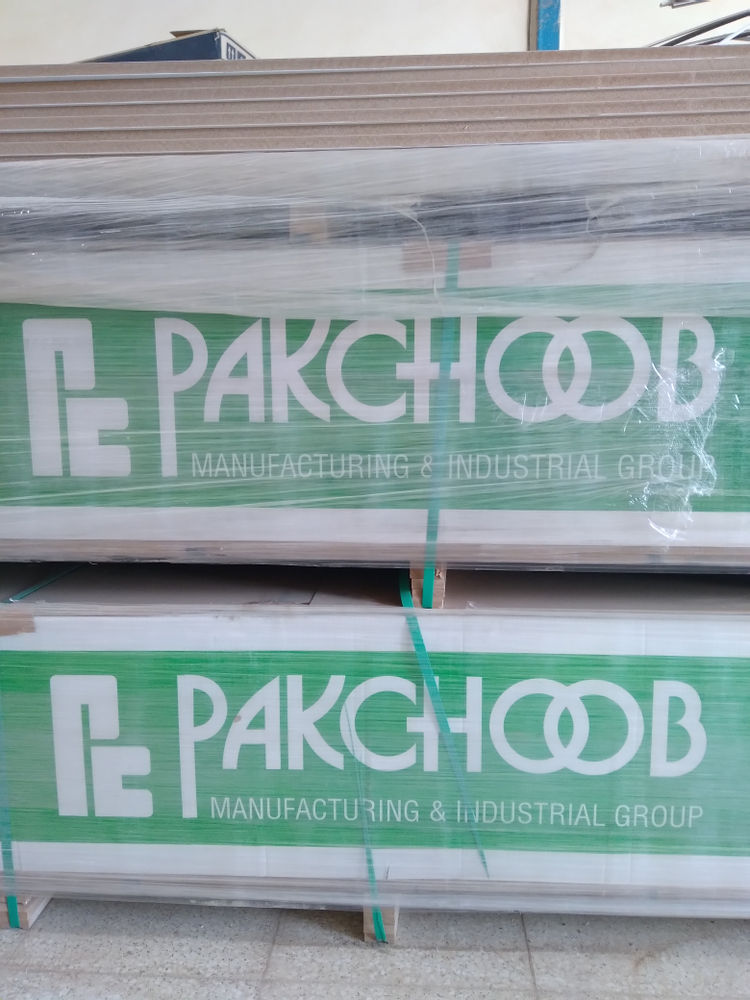 PAKCHOOB
MANUFACTURING & INDUSTRIAL GROUP
PAKCHOOB
MANUFACTURING & INDUSTRIAL GROUP